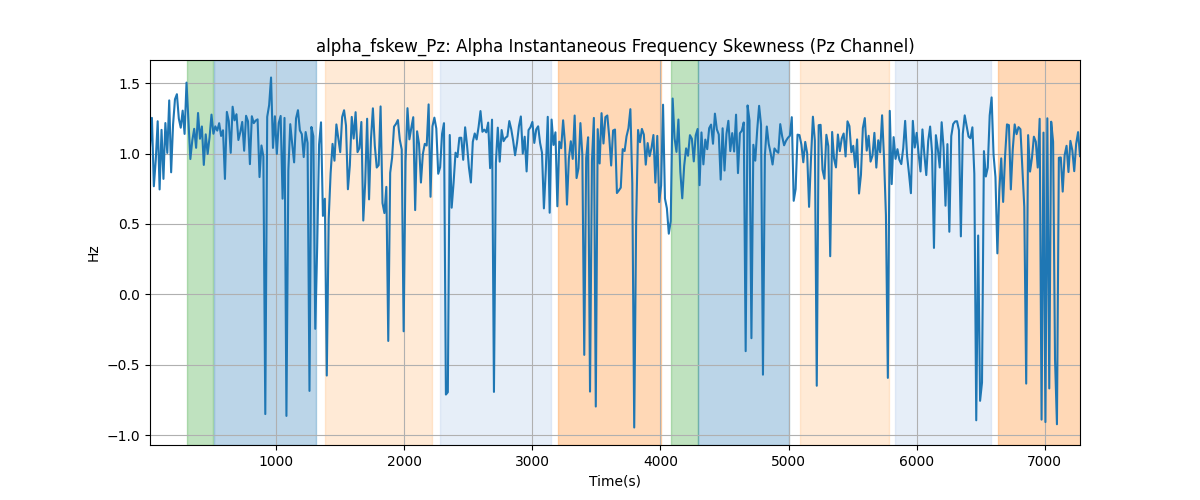 alpha_fskew_Pz: Alpha Instantaneous Frequency Skewness (Pz Channel)
1.5
1.0
0.5
0.0
−0.5
−1.0
Hz
1000 2000 3000 4000 5000 6000 7000
Time(s)